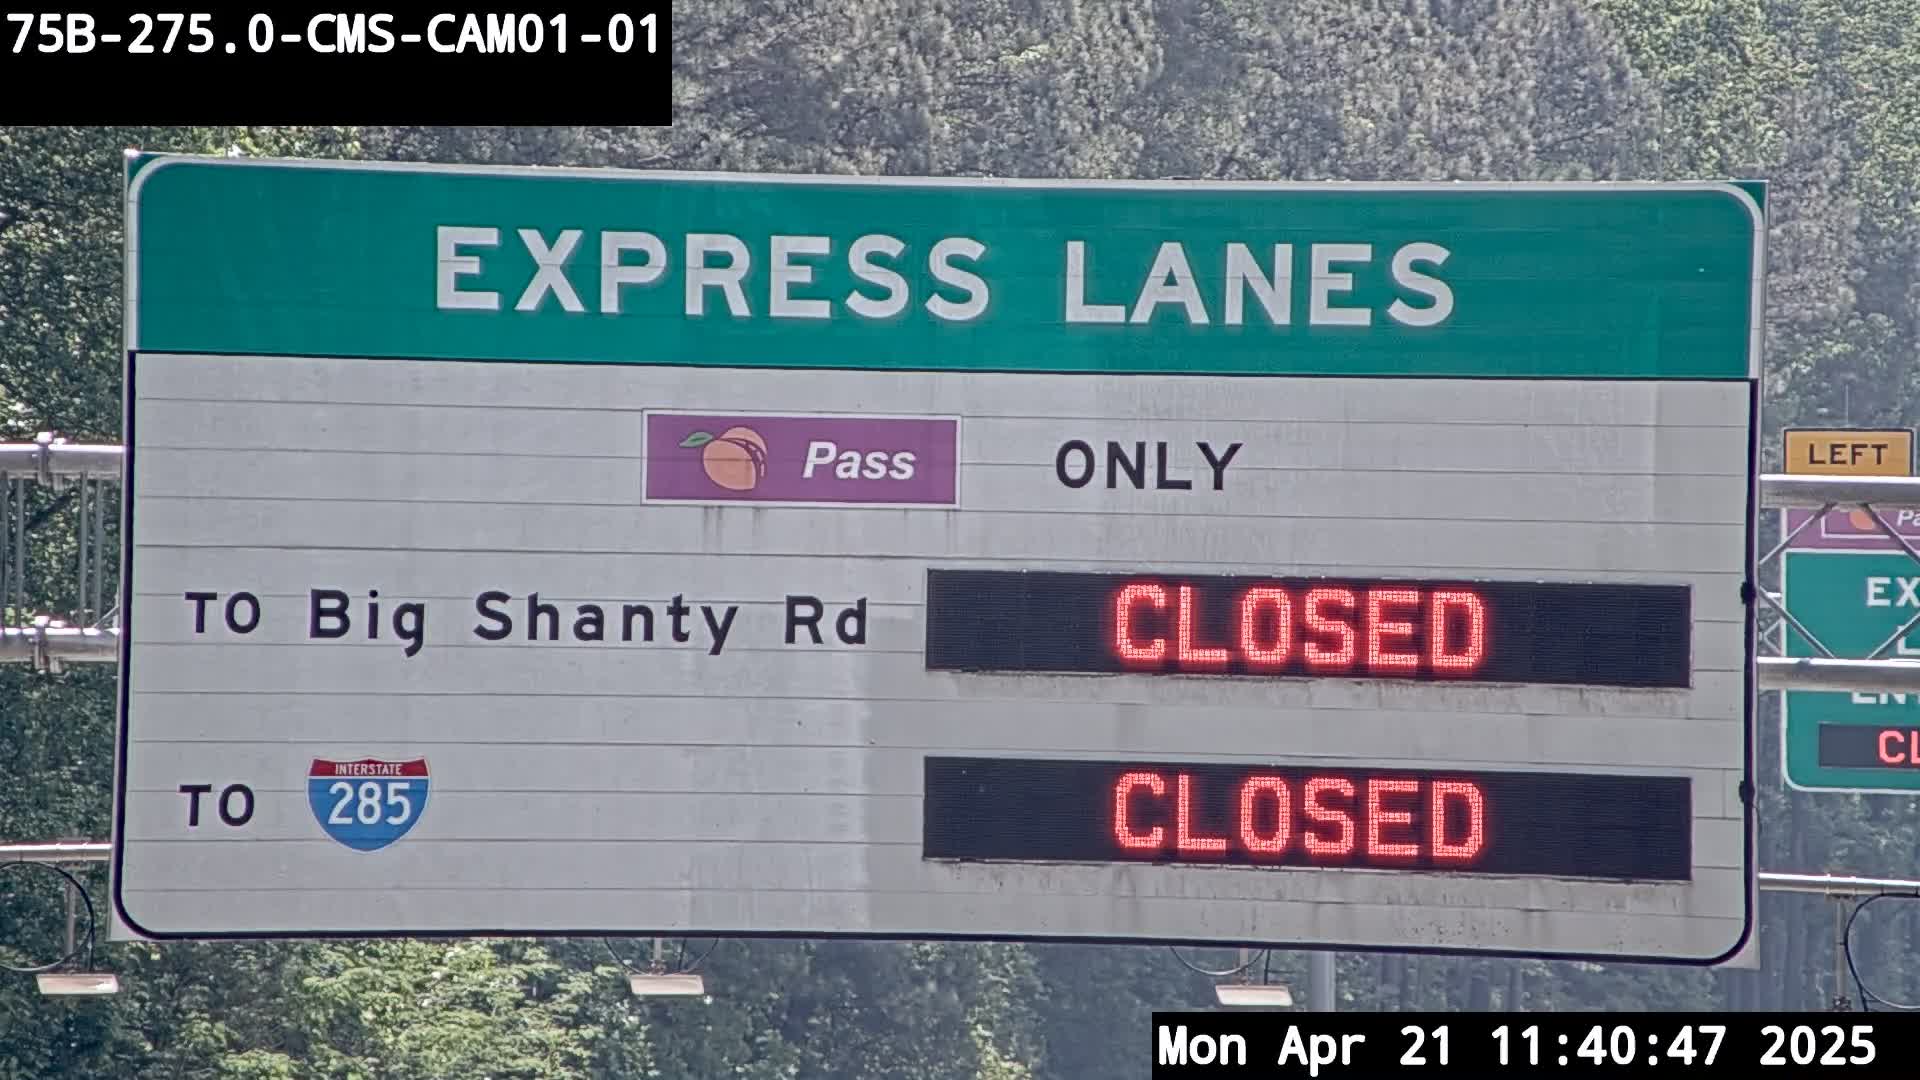 75B-275.0-CMS-CAM01-01
EXPRESS LANES
Pass ONLY
TO Big Shanty Rd CLOSED
TO INTERSTATE 285 CLOSED
LEFT
Mon Apr 21 11:40:47 2025